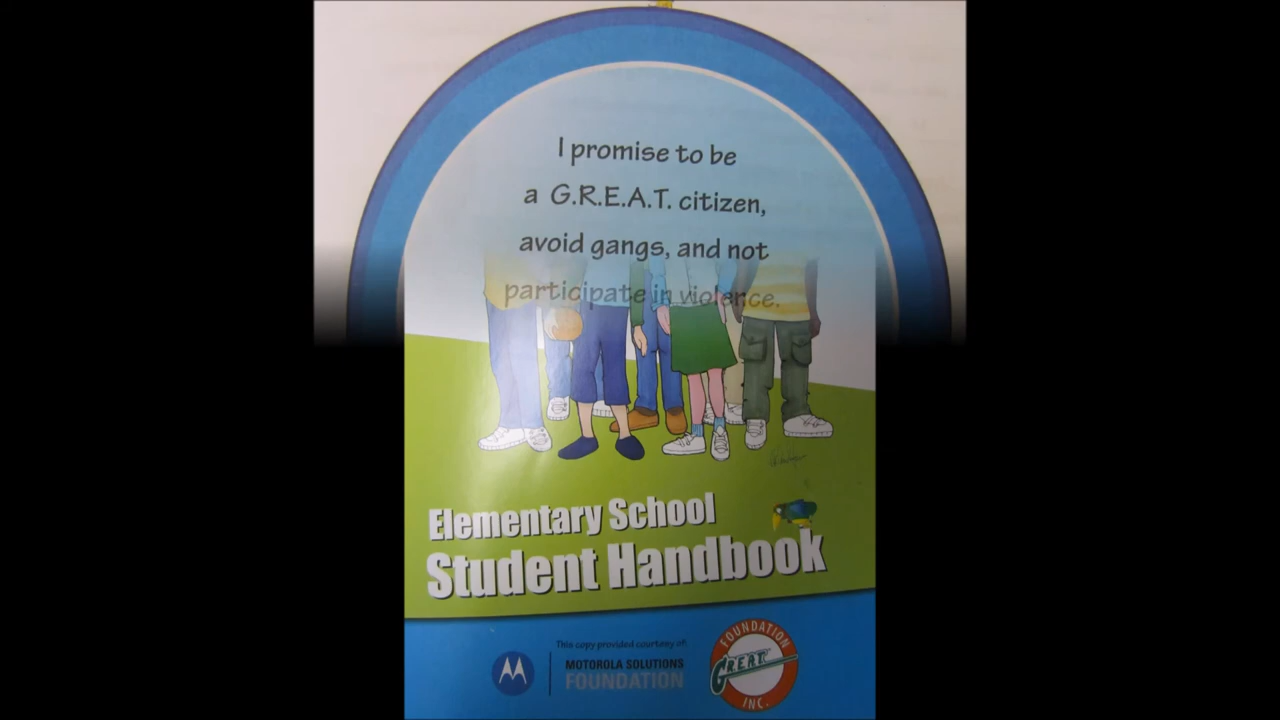 I promise to be
a G.R.E.A.T. citizen,
avoid gangs, and not
participate in violence.
Elementary School
Student Handbook
This copy provided courtesy of:
MOTOROLA SOLUTIONS
FOUNDATION
FOUNDATION
GREAT
INC.